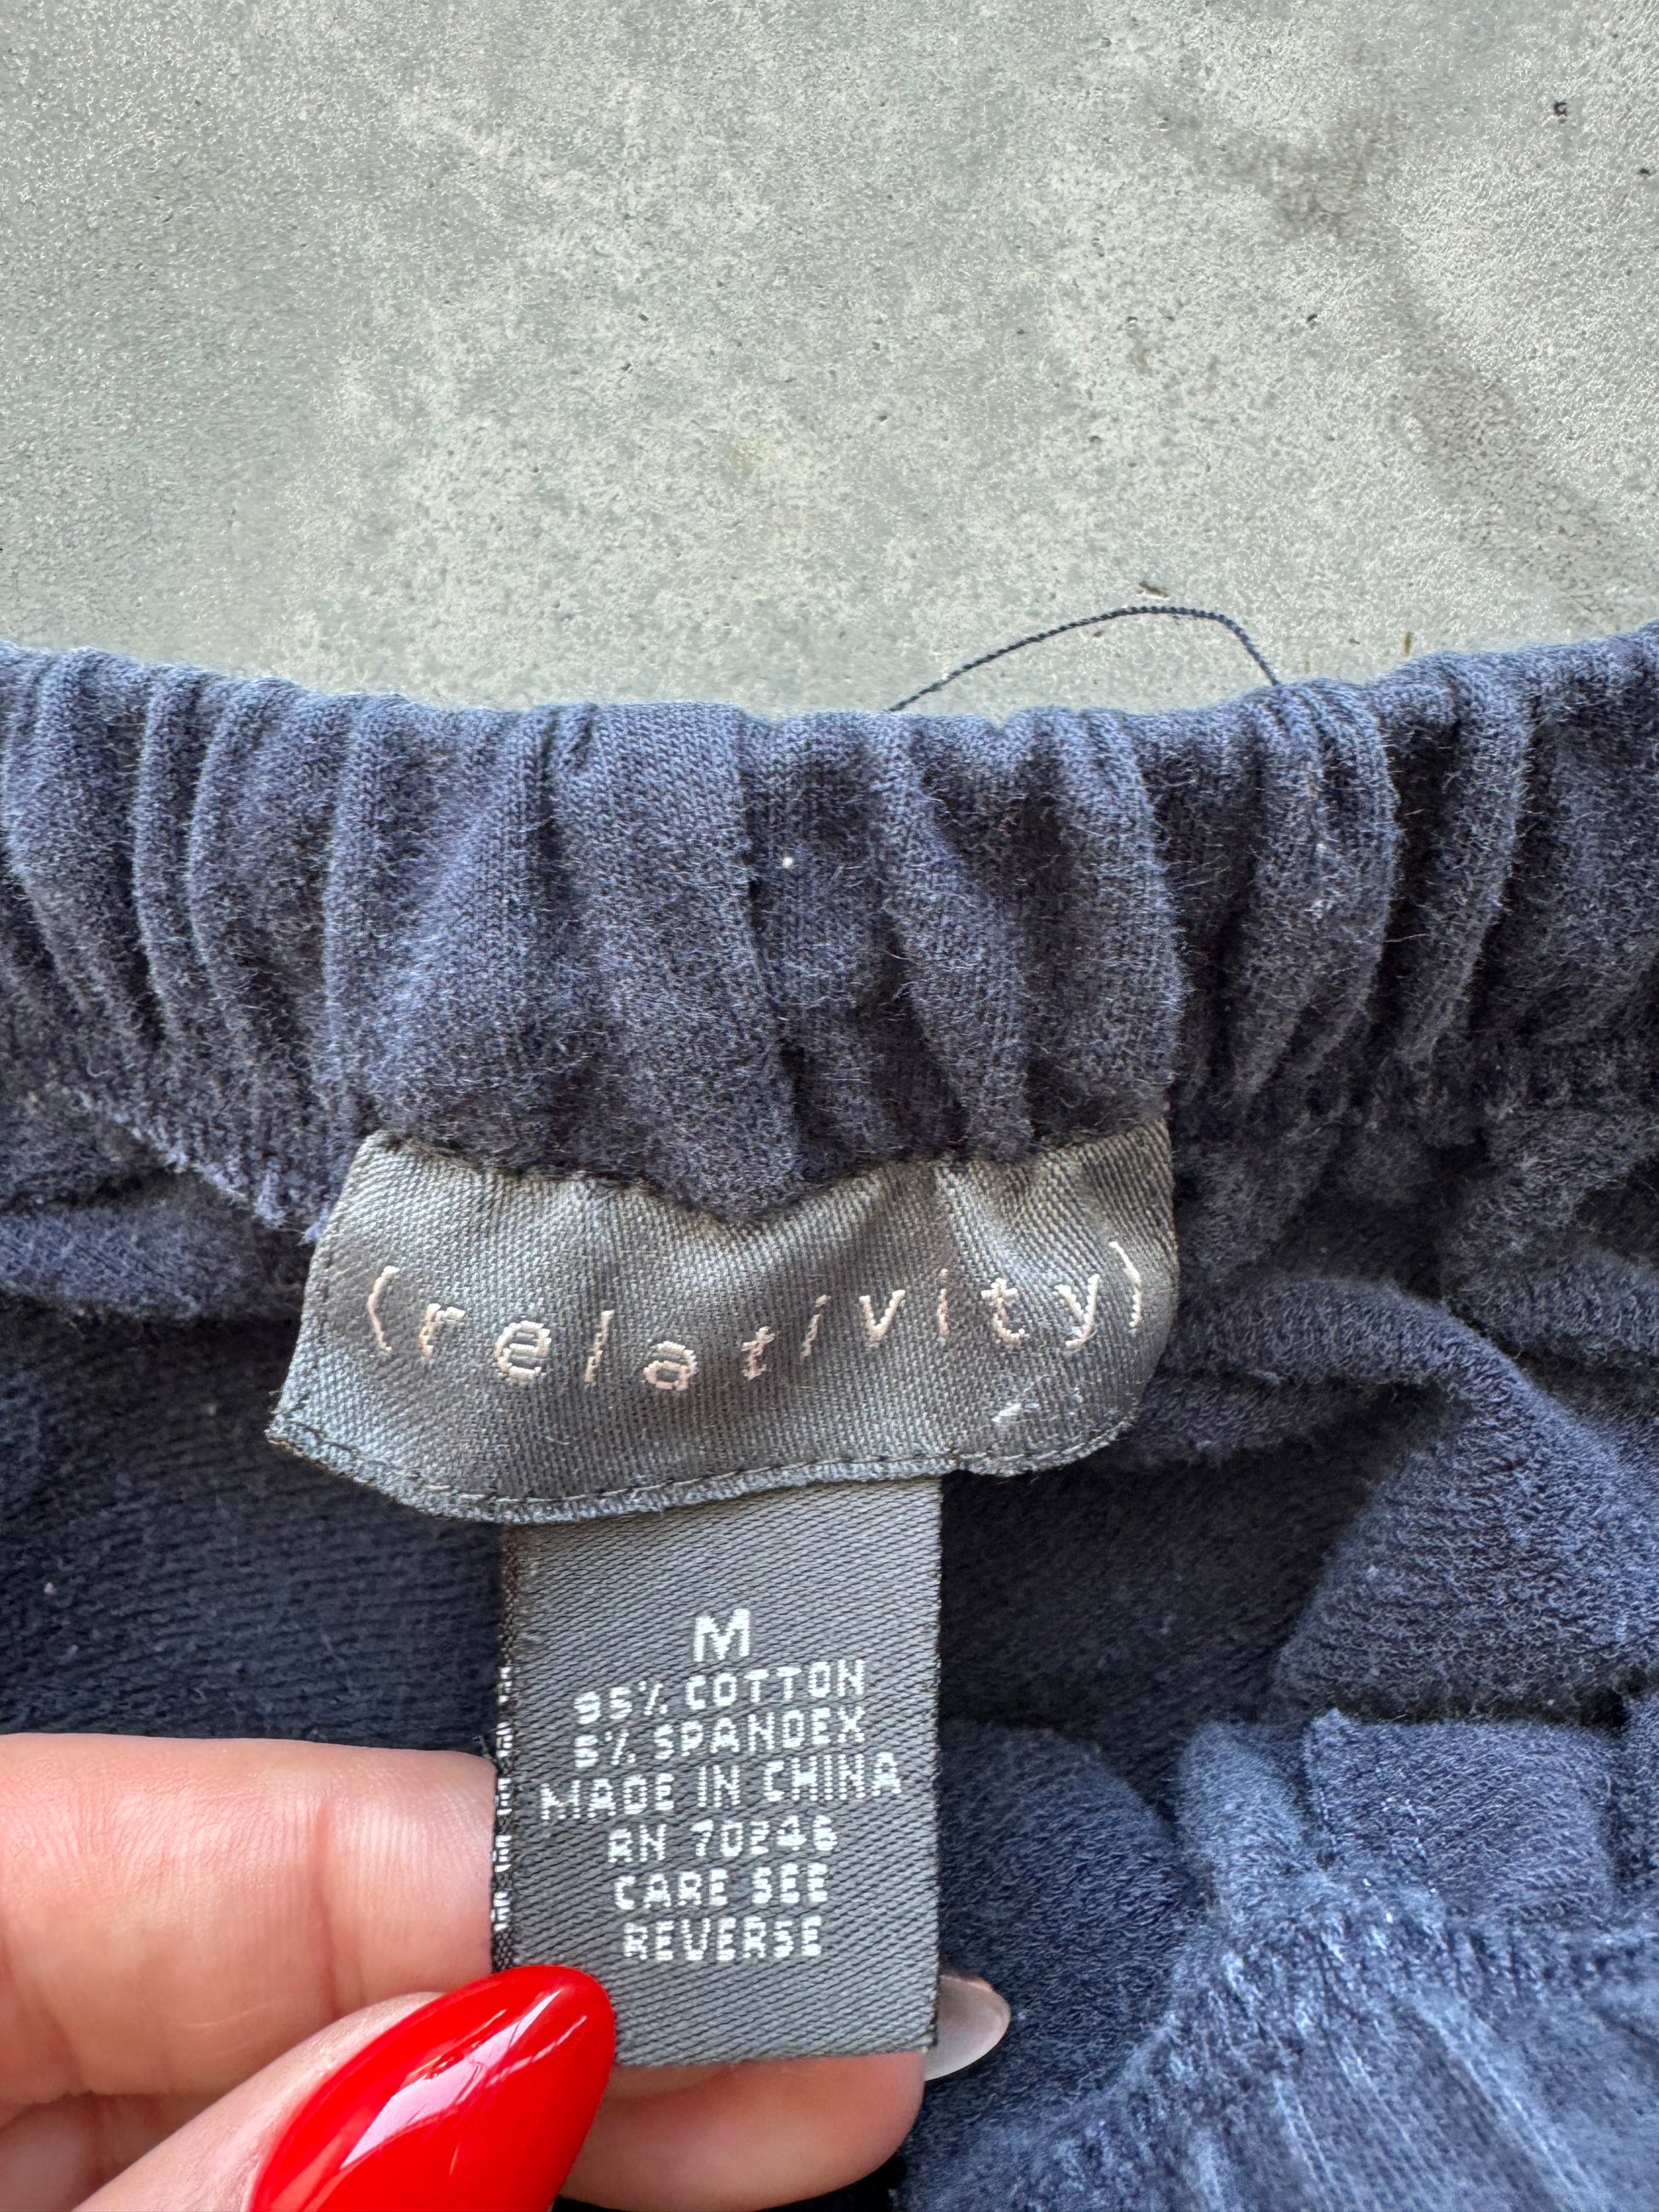 (relativity)
M
95% COTTON
5% SPANDEX
MADE IN CHINA
RN 70246
CARE SEE
REVERSE